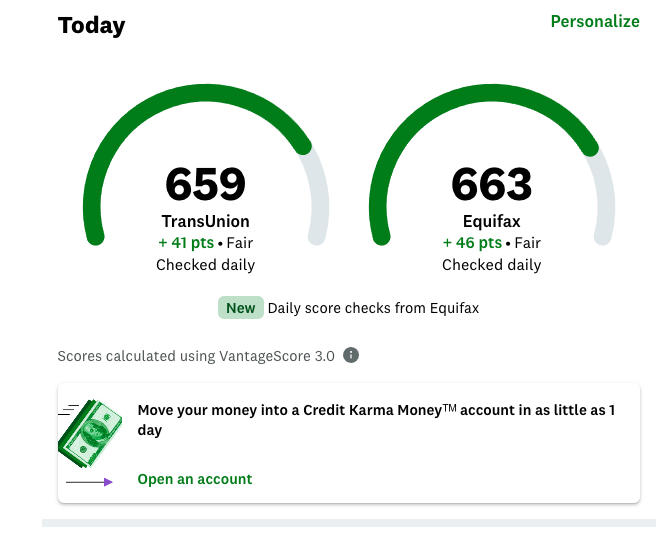 Today
Personalize
659
TransUnion
+ 41 pts • Fair
Checked daily
663
Equifax
+ 46 pts • Fair
Checked daily
New Daily score checks from Equifax
Scores calculated using VantageScore 3.0
Move your money into a Credit Karma Money™ account in as little as 1
day
Open an account